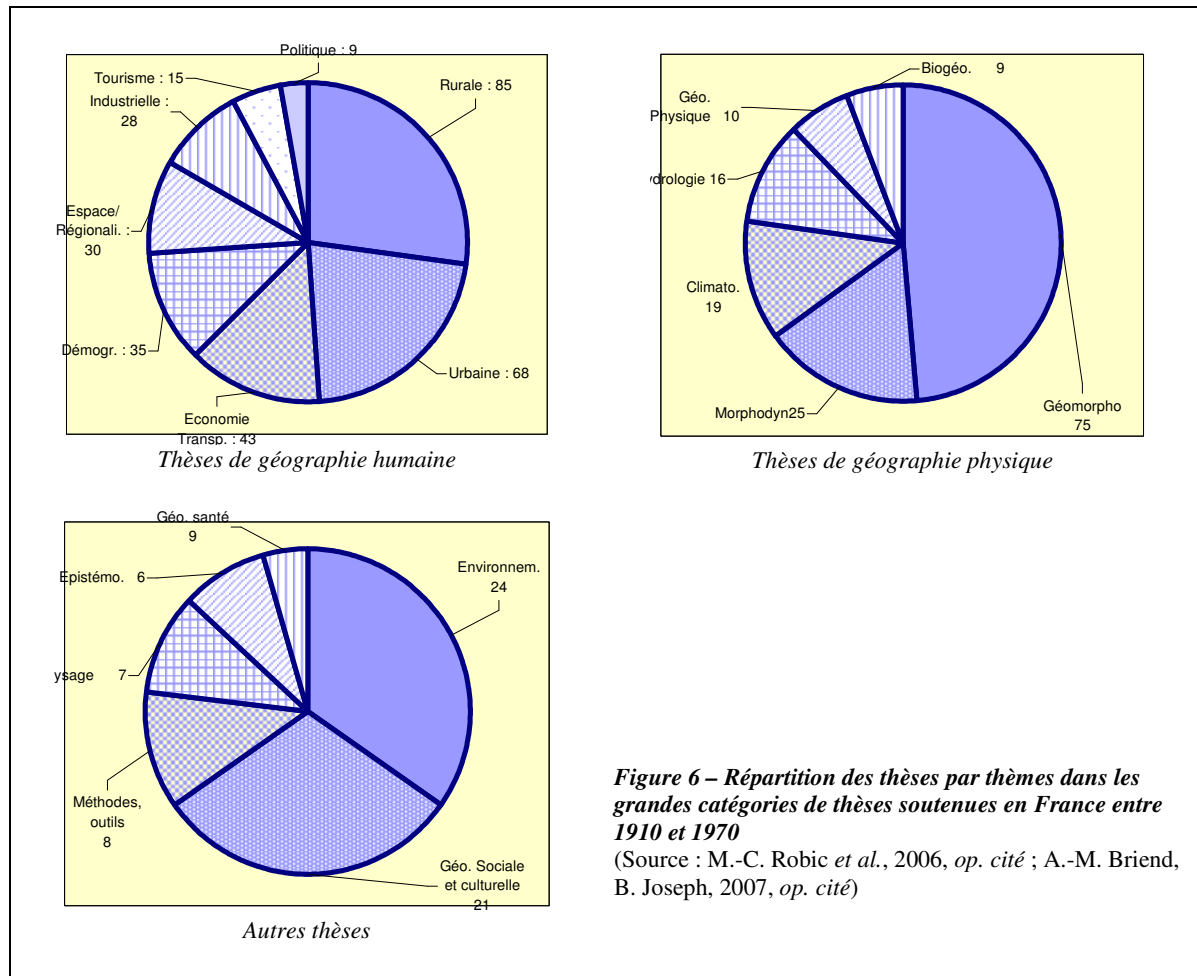 Politique : 9
Tourisme : 15
Industrielle :
28
Espace/
Régionali. :
30
Démogr. : 35
Economie
Transp. : 43
Urbaine : 68
Rurale : 85
Thèses de géographie humaine
Biogéo. 9
Géo.
Physique 10
ydrologie 16
Climato.
19
Morphodyn25
Géomorpho
75
Thèses de géographie physique
Géo. santé
9
Epistémo. 6
ysage 7
Méthodes,
outils
8
Géo. Sociale
et culturelle
21
Environnem.
24
Autres thèses
Figure 6 – Répartition des thèses par thèmes dans les
grandes catégories de thèses soutenues en France entre
1910 et 1970
(Source : M.-C. Robic et al., 2006, op. cité ; A.-M. Briend,
B. Joseph, 2007, op. cité)